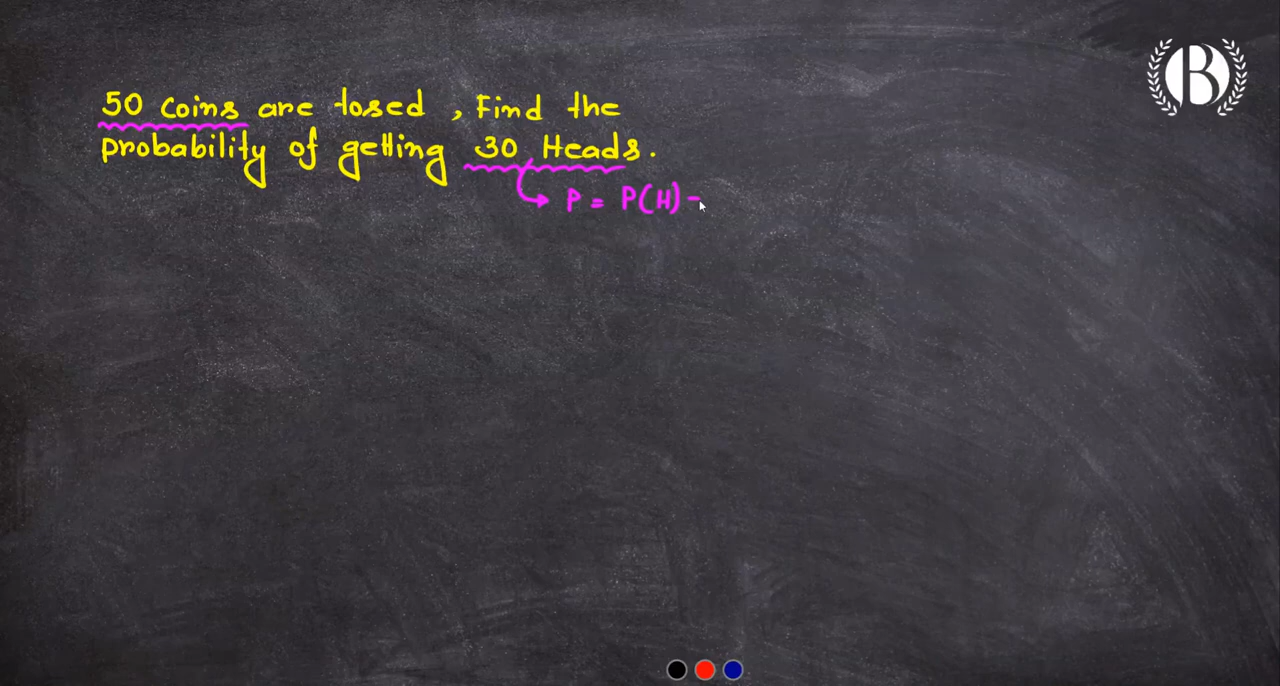 50 Coins are tosed , Find the
probability of getting 30 Heads.
P = P(H) -
B